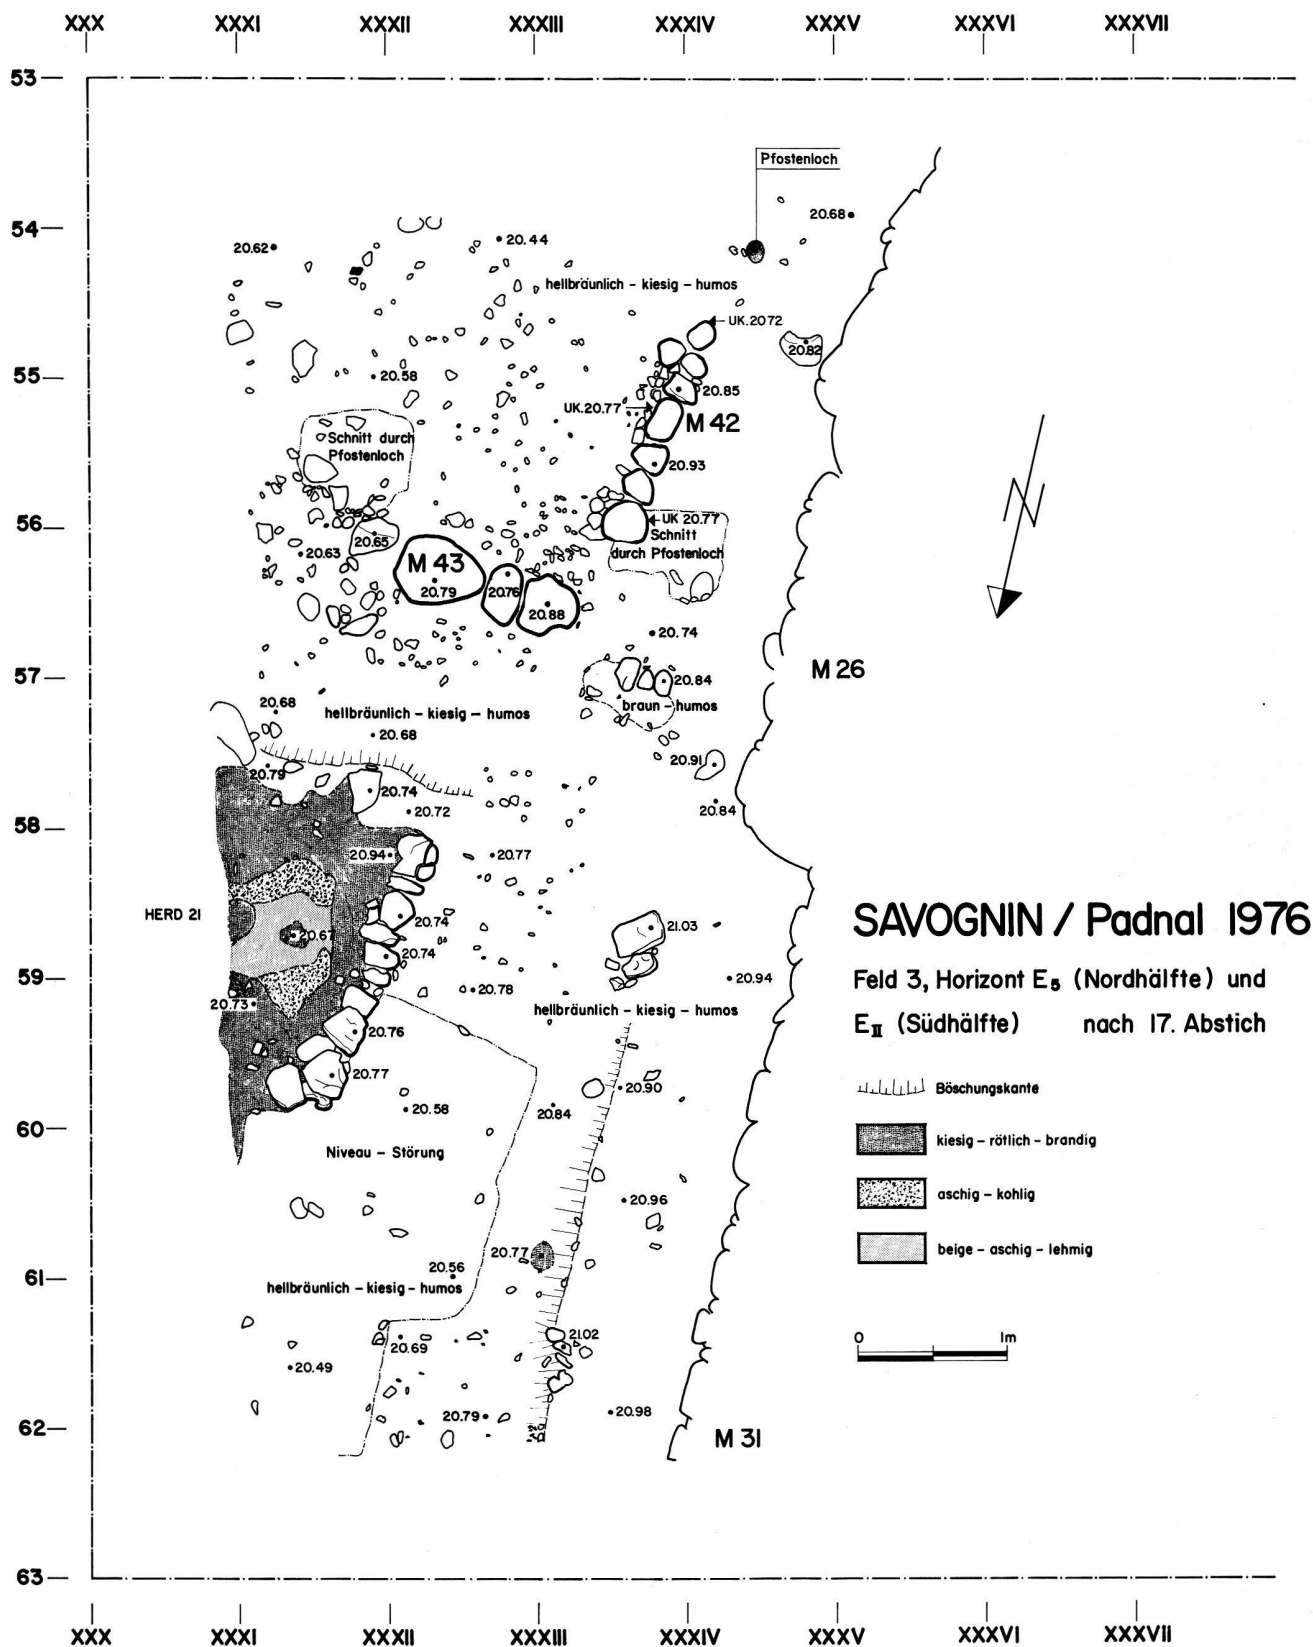 XXX XXXI XXXII XXXIII XXXIV XXXV XXXVI XXXVII
53
Pfostenloch
20.68
54
20.62
20.44
hellbräunlich - kiesig - humos
UK.2072
20.82
55
20.58
20.85
UK.20.77
M 42
Schnitt durch
Pfostenloch
20.93
56
UK 20.77
Schnitt
durch Pfostenloch
20.65
20.63
M 43
20.79
20.76
20.88
20.74
57
M 26
20.84
braun - humos
20.68
hellbräunlich - kiesig - humos
20.68
20.91
20.79
20.74
20.72
20.84
58
20.94
20.77
HERD 21
20.74
21.03
20.67
20.74
59
20.94
20.78
20.73
hellbräunlich - kiesig - humos
20.76
20.77
20.90
20.58
20.84
60
Niveau - Störung
20.96
20.77
20.56
61
hellbräunlich - kiesig - humos
21.02
20.69
20.49
20.79
20.98
62
M 31
63
SAVOGNIN / Padnal 1976
Feld 3, Horizont E5 (Nordhälfte) und
EII (Südhälfte) nach 17. Abstich
Böschungskante
kiesig - rötlich - brandig
aschig - kohlig
beige - aschig - lehmig
0 1m
N
XXX XXXI XXXII XXXIII XXXIV XXXV XXXVI XXXVII